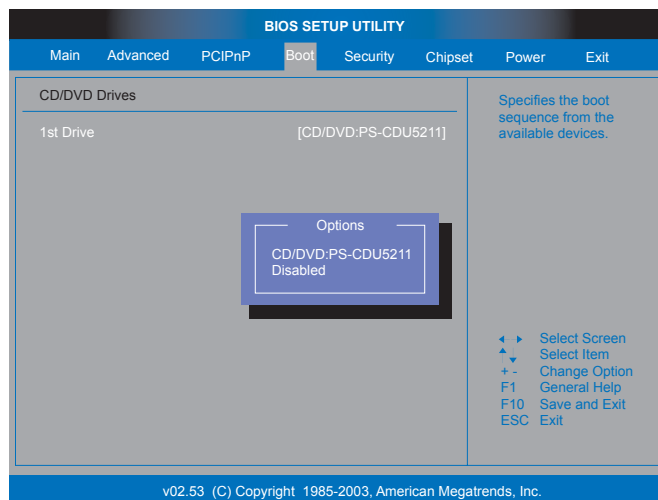 BIOS SETUP UTILITY
Main Advanced PCIPnP Boot Security Chipset Power Exit
CD/DVD Drives
1st Drive [CD/DVD:PS-CDU5211]
Specifies the boot
sequence from the
available devices.
Options
CD/DVD:PS-CDU5211
Disabled
Select Screen
Select Item
+ - Change Option
F1 General Help
F10 Save and Exit
ESC Exit
v02.53 (C) Copyright 1985-2003, American Megatrends, Inc.